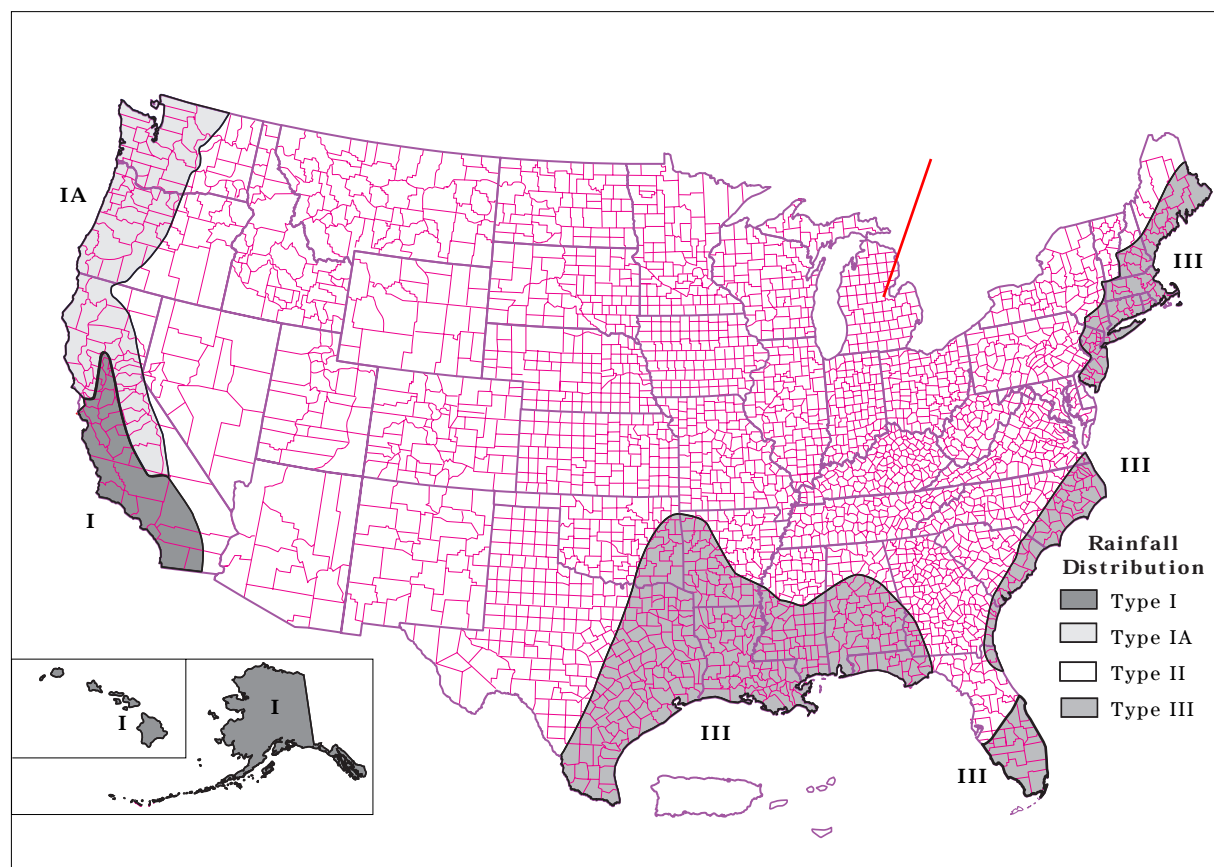 IA
III
III
I
Rainfall
Distribution
Type I
Type IA
Type II
Type III
I
I
III
III